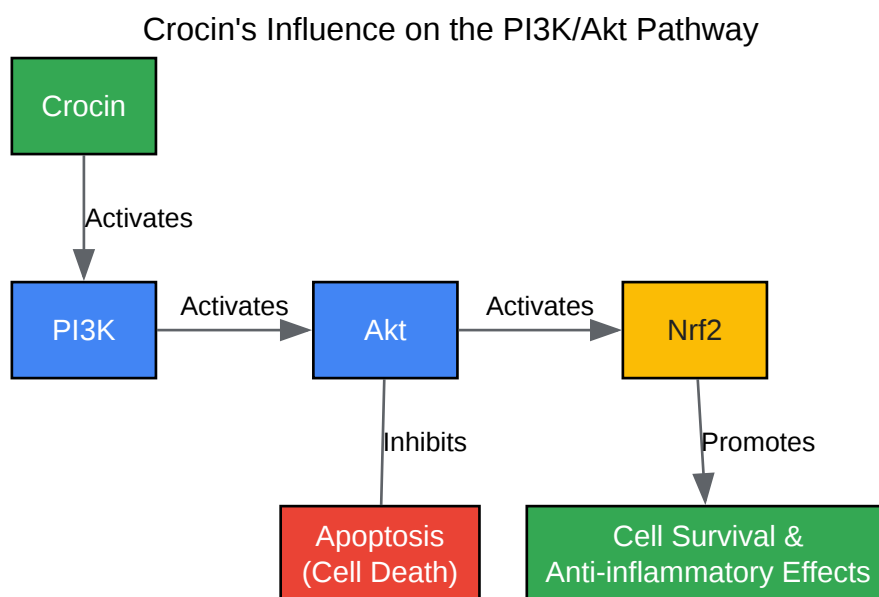 Crocin's Influence on the PI3K/Akt Pathway
Crocin
Activates
PI3K
Activates
Akt
Activates
Nrf2
Inhibits
Promotes
Apoptosis
(Cell Death)
Cell Survival &
Anti-inflammatory Effects